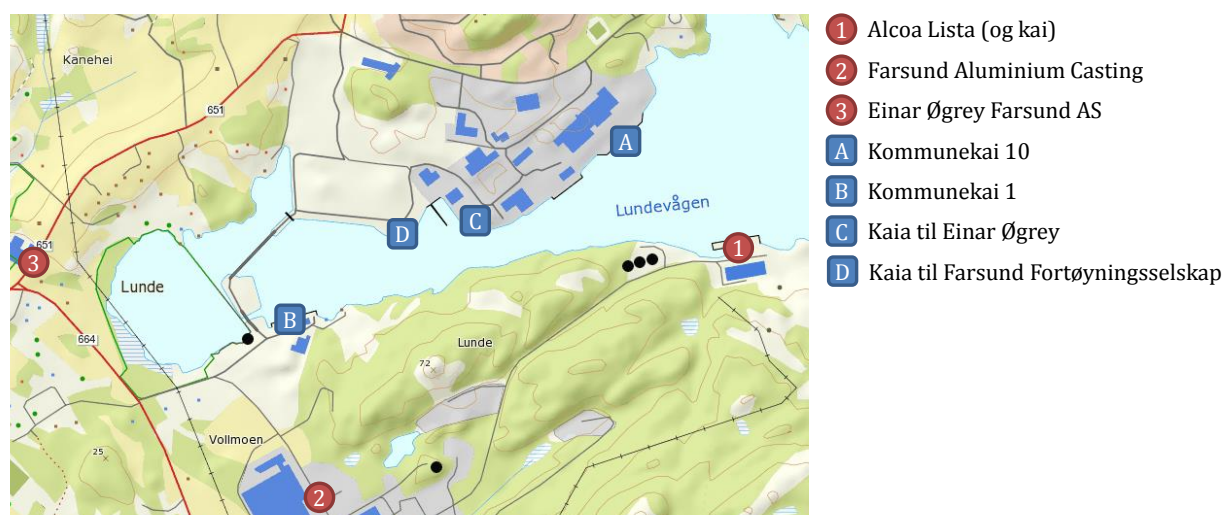 Kanehei
651
651
Lunde
664
Vollmoen
25
Lunde
72
Lundevågen
1
2
3
A
B
C
D
1 Alcoa Lista (og kai)
2 Farsund Aluminium Casting
3 Einar Øgrey Farsund AS
A Kommunekai 10
B Kommunekai 1
C Kaia til Einar Øgrey
D Kaia til Farsund Fortøyningsselskap